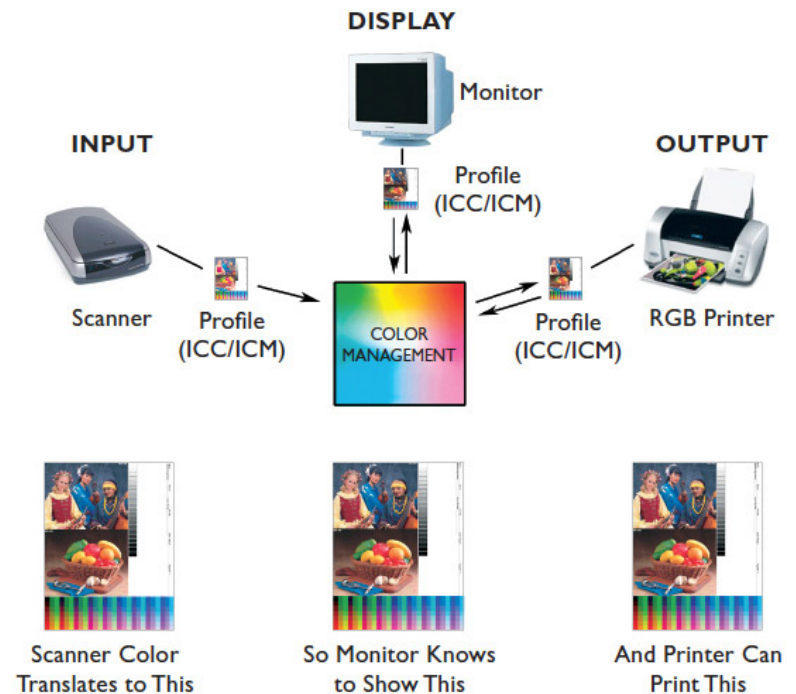 DISPLAY
Monitor
INPUT
OUTPUT
Profile
(ICC/ICM)
Scanner
Profile
(ICC/ICM)
COLOR
MANAGEMENT
Profile
(ICC/ICM)
RGB Printer
Scanner Color
Translates to This
So Monitor Knows
to Show This
And Printer Can
Print This